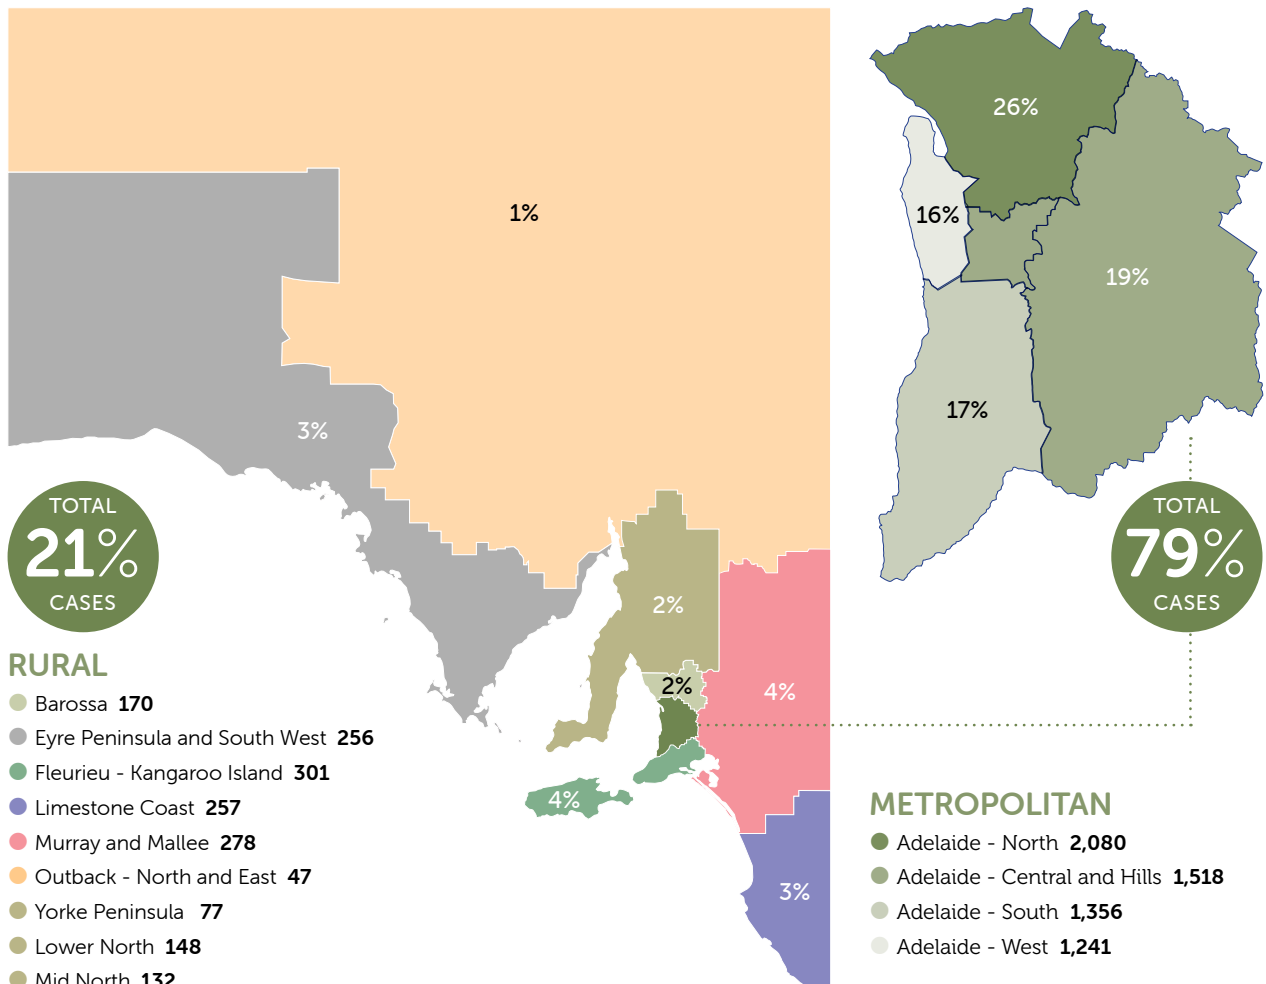 1%
3%
2%
2%
4%
4%
3%
TOTAL
21%
CASES
RURAL
Barossa 170
Eyre Peninsula and South West 256
Fleurieu - Kangaroo Island 301
Limestone Coast 257
Murray and Mallee 278
Outback - North and East 47
Yorke Peninsula 77
Lower North 148
Mid North 132
26%
16%
19%
17%
TOTAL
79%
CASES
METROPOLITAN
Adelaide - North 2,080
Adelaide - Central and Hills 1,518
Adelaide - South 1,356
Adelaide - West 1,241